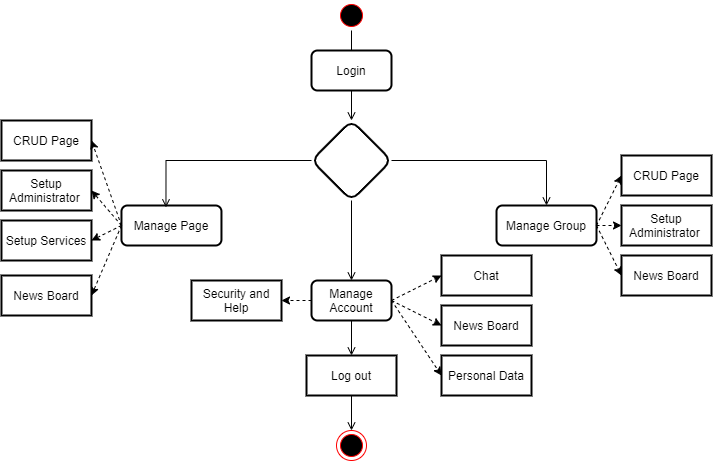 Login
CRUD Page
Setup
Administrator
Setup Services
News Board
Manage Page
Manage Group
CRUD Page
Setup
Administrator
News Board
Security and
Help
Manage
Account
Chat
News Board
Personal Data
Log out